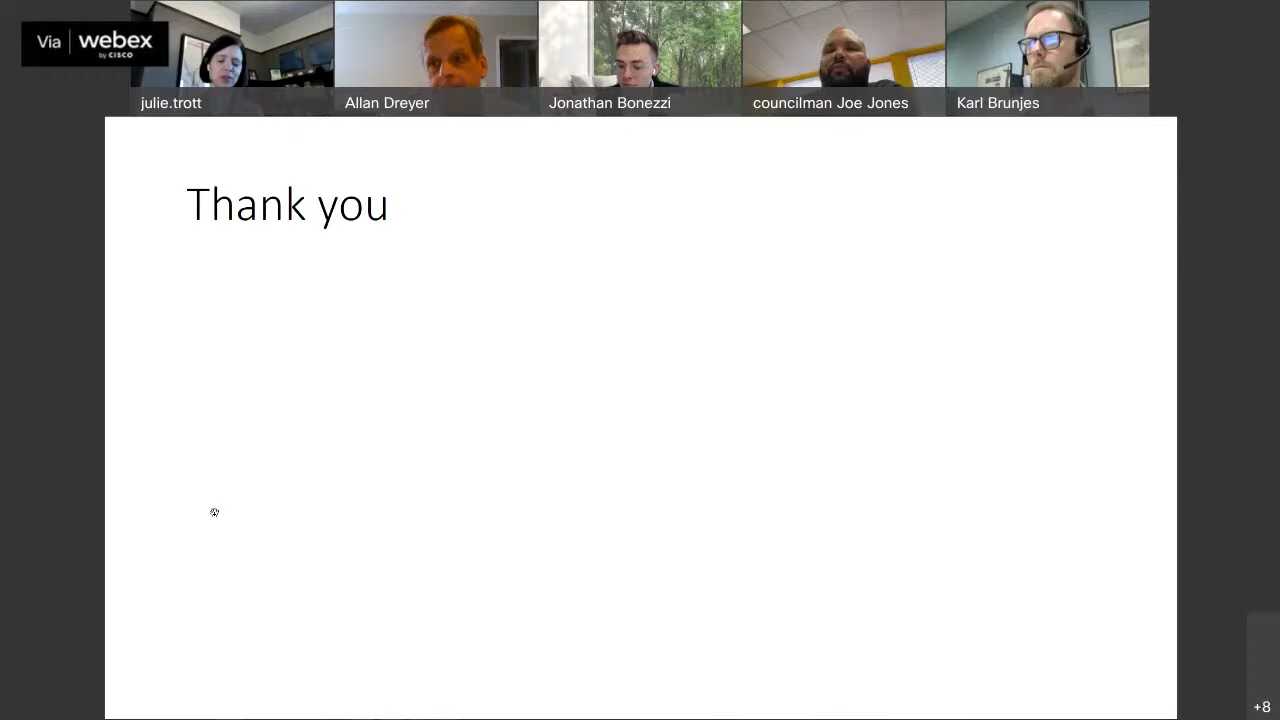 Via webex
by CISCO
julie.trott
Allan Dreyer
Jonathan Bonezzi
councilman Joe Jones
Karl Brunjes
Thank you
+8